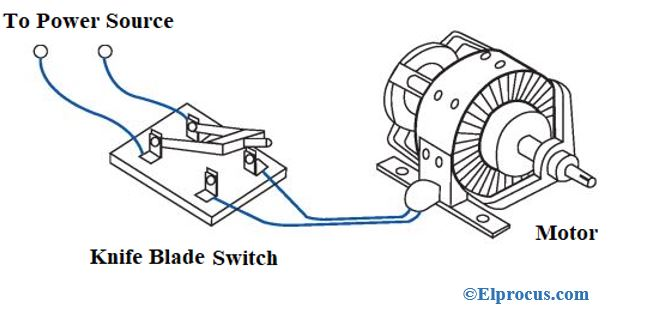 To Power Source
Knife Blade Switch
Motor
©Elprocus.com